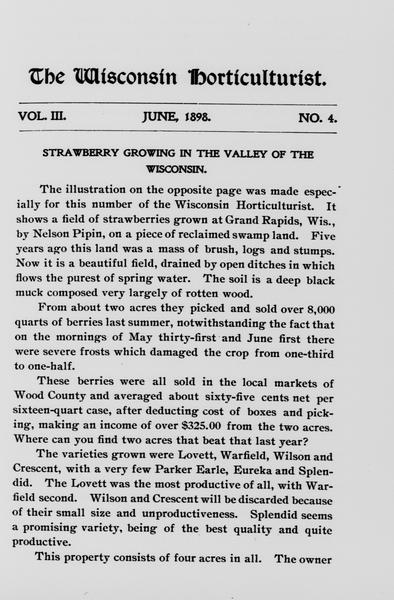 The Wisconsin Horticulturist.
VOL. III. JUNE, 1898. NO. 4.
STRAWBERRY GROWING IN THE VALLEY OF THE
WISCONSIN.
The illustration on the opposite page was made espec-
ially for this number of the Wisconsin Horticulturist. It
shows a field of strawberries grown at Grand Rapids, Wis.,
by Nelson Pipin, on a piece of reclaimed swamp land. Five
years ago this land was a mass of brush, logs and stumps.
Now it is a beautiful field, drained by open ditches in which
flows the purest of spring water. The soil is a deep black
muck composed very largely of rotten wood.
From about two acres they picked and sold over 8,000
quarts of berries last summer, notwithstanding the fact that
on the mornings of May thirty-first and June first there
were severe frosts which damaged the crop from one-third
to one-half.
These berries were all sold in the local markets of
Wood County and averaged about sixty-five cents net per
sixteen-quart case, after deducting cost of boxes and pick-
ing, making an income of over $325.00 from the two acres.
Where can you find two acres that beat that last year?
The varieties grown were Lovett, Warfield, Wilson and
Crescent, with a very few Parker Earle, Eureka and Splen-
did. The Lovett was the most productive of all, with War-
field second. Wilson and Crescent will be discarded because
of their small size and unproductiveness. Splendid seems
a promising variety, being of the best quality and quite
productive.
This property consists of four acres in all. The owner